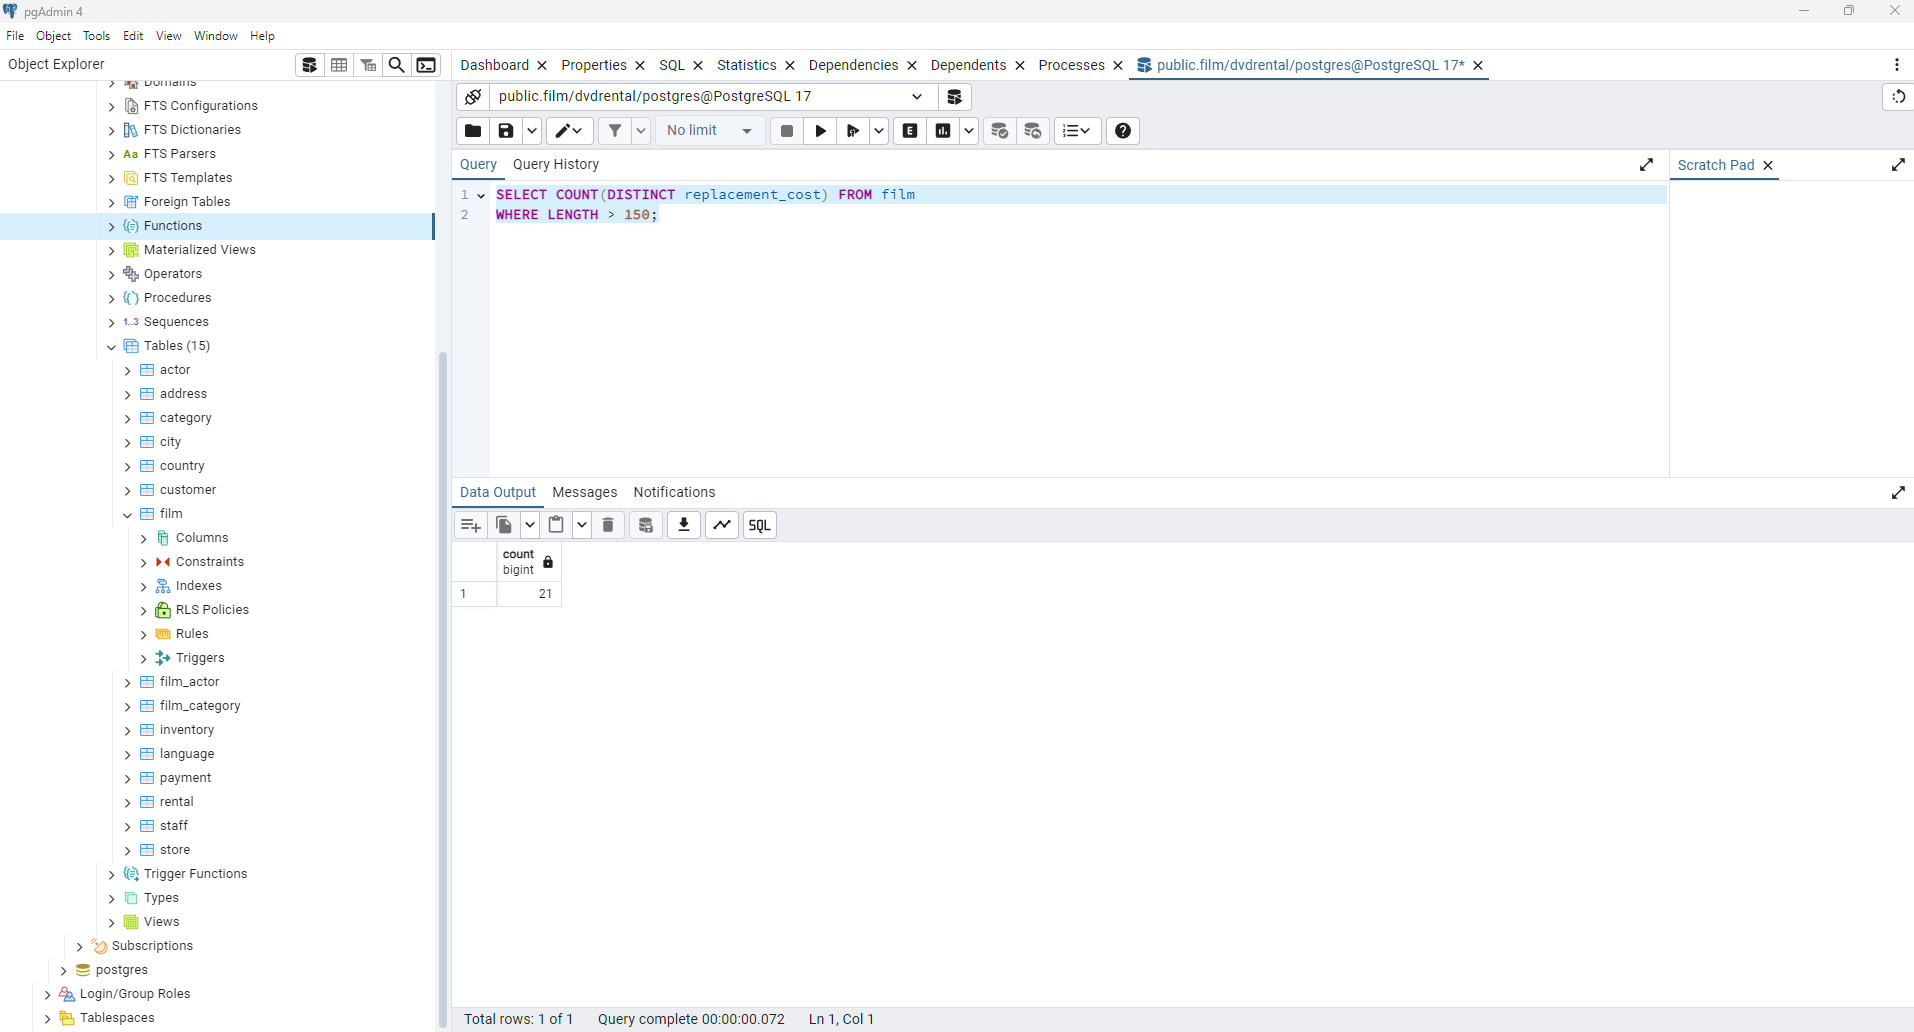 pgAdmin 4
File Object Tools Edit View Window Help
Object Explorer
Dashboard Properties SQL Statistics Dependencies Dependents Processes public.film/dvdrental/postgres@PostgreSQL 17*
public.film/dvdrental/postgres@PostgreSQL 17
No limit
E
Query Query History
Scratch Pad
1 SELECT COUNT(DISTINCT replacement_cost) FROM film
2 WHERE LENGTH > 150;
Domains
FTS Configurations
FTS Dictionaries
Aa FTS Parsers
FTS Templates
Foreign Tables
Functions
Materialized Views
Operators
Procedures
1..3 Sequences
Tables (15)
actor
address
category
city
country
customer
film
Columns
Constraints
Indexes
RLS Policies
Rules
Triggers
film_actor
film_category
inventory
language
payment
rental
staff
store
Trigger Functions
Types
Views
Subscriptions
postgres
Login/Group Roles
Tablespaces
Data Output Messages Notifications
SQL
count
bigint
1 21
Total rows: 1 of 1 Query complete 00:00:00.072 Ln 1, Col 1